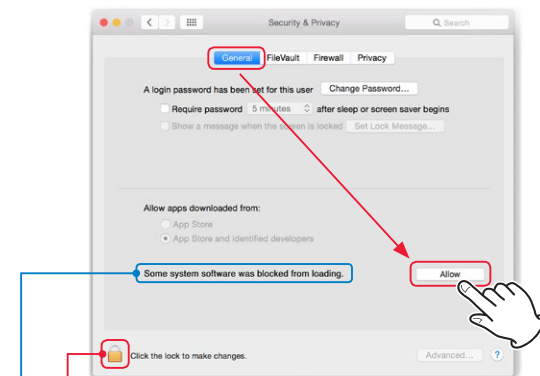 Security & Privacy
Search
General FileVault Firewall Privacy
A login password has been set for this user Change Password...
Require password 5 minutes after sleep or screen saver begins
Show a message when the screen is locked Set Lock Message...
Allow apps downloaded from:
App Store
App Store and identified developers
Some system software was blocked from loading. Allow
Click the lock to make changes. Advanced... ?